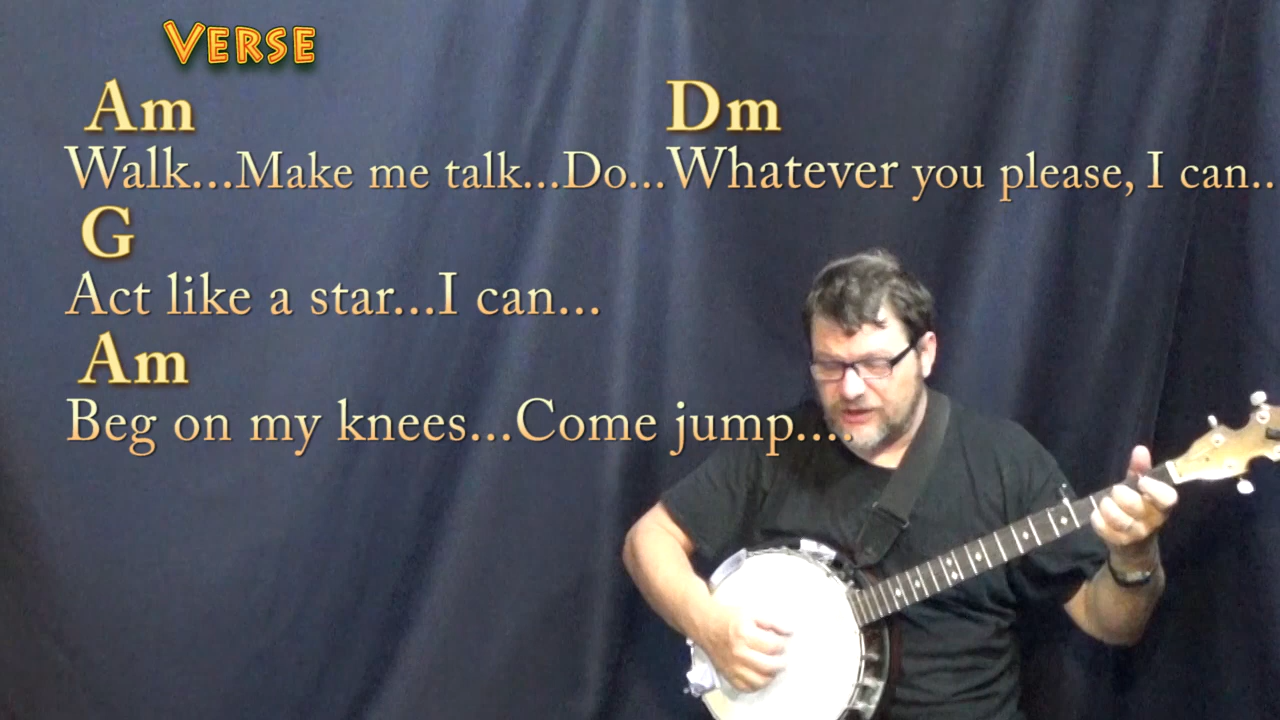 VERSE
Am Dm
Walk...Make me talk...Do...Whatever you please, I can..
G
Act like a star...I can...
Am
Beg on my knees...Come jump....